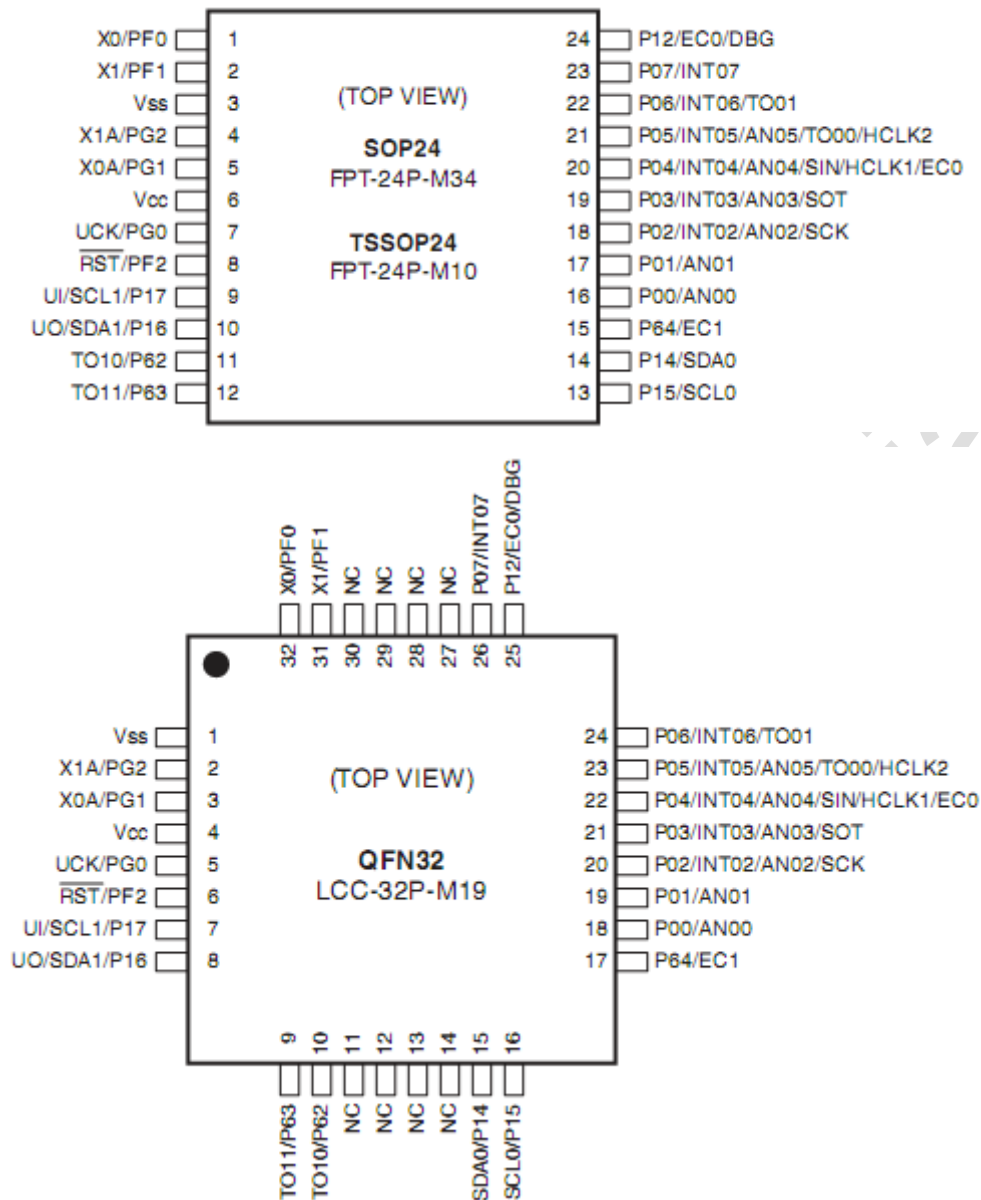 X0/PF0 1 24 P12/EC0/DBG
X1/PF1 2 23 P07/INT07
Vss 3 (TOP VIEW) 22 P06/INT06/TO01
X1A/PG2 4 SOP24 21 P05/INT05/AN05/TO00/HCLK2
X0A/PG1 5 FPT-24P-M34 20 P04/INT04/AN04/SIN/HCLK1/EC0
Vcc 6 19 P03/INT03/AN03/SOT
UCK/PG0 7 TSSOP24 18 P02/INT02/AN02/SCK
RST/PF2 8 FPT-24P-M10 17 P01/AN01
UI/SCL1/P17 9 16 P00/AN00
UO/SDA1/P16 10 15 P64/EC1
TO10/P62 11 14 P14/SDA0
TO11/P63 12 13 P15/SCL0
X0/PF0 X1/PF1 NC NC NC NC P07/INT07 P12/EC0/DBG
32 31 30 29 28 27 26 25
Vss 1 24 P06/INT06/TO01
X1A/PG2 2 (TOP VIEW) 23 P05/INT05/AN05/TO00/HCLK2
X0A/PG1 3 22 P04/INT04/AN04/SIN/HCLK1/EC0
Vcc 4 21 P03/INT03/AN03/SOT
UCK/PG0 5 QFN32 20 P02/INT02/AN02/SCK
RST/PF2 6 LCC-32P-M19 19 P01/AN01
UI/SCL1/P17 7 18 P00/AN00
UO/SDA1/P16 8 17 P64/EC1
9 10 11 12 13 14 15 16
TO11/P63 TO10/P62 NC NC NC NC SDA0/P14 SCL0/P15